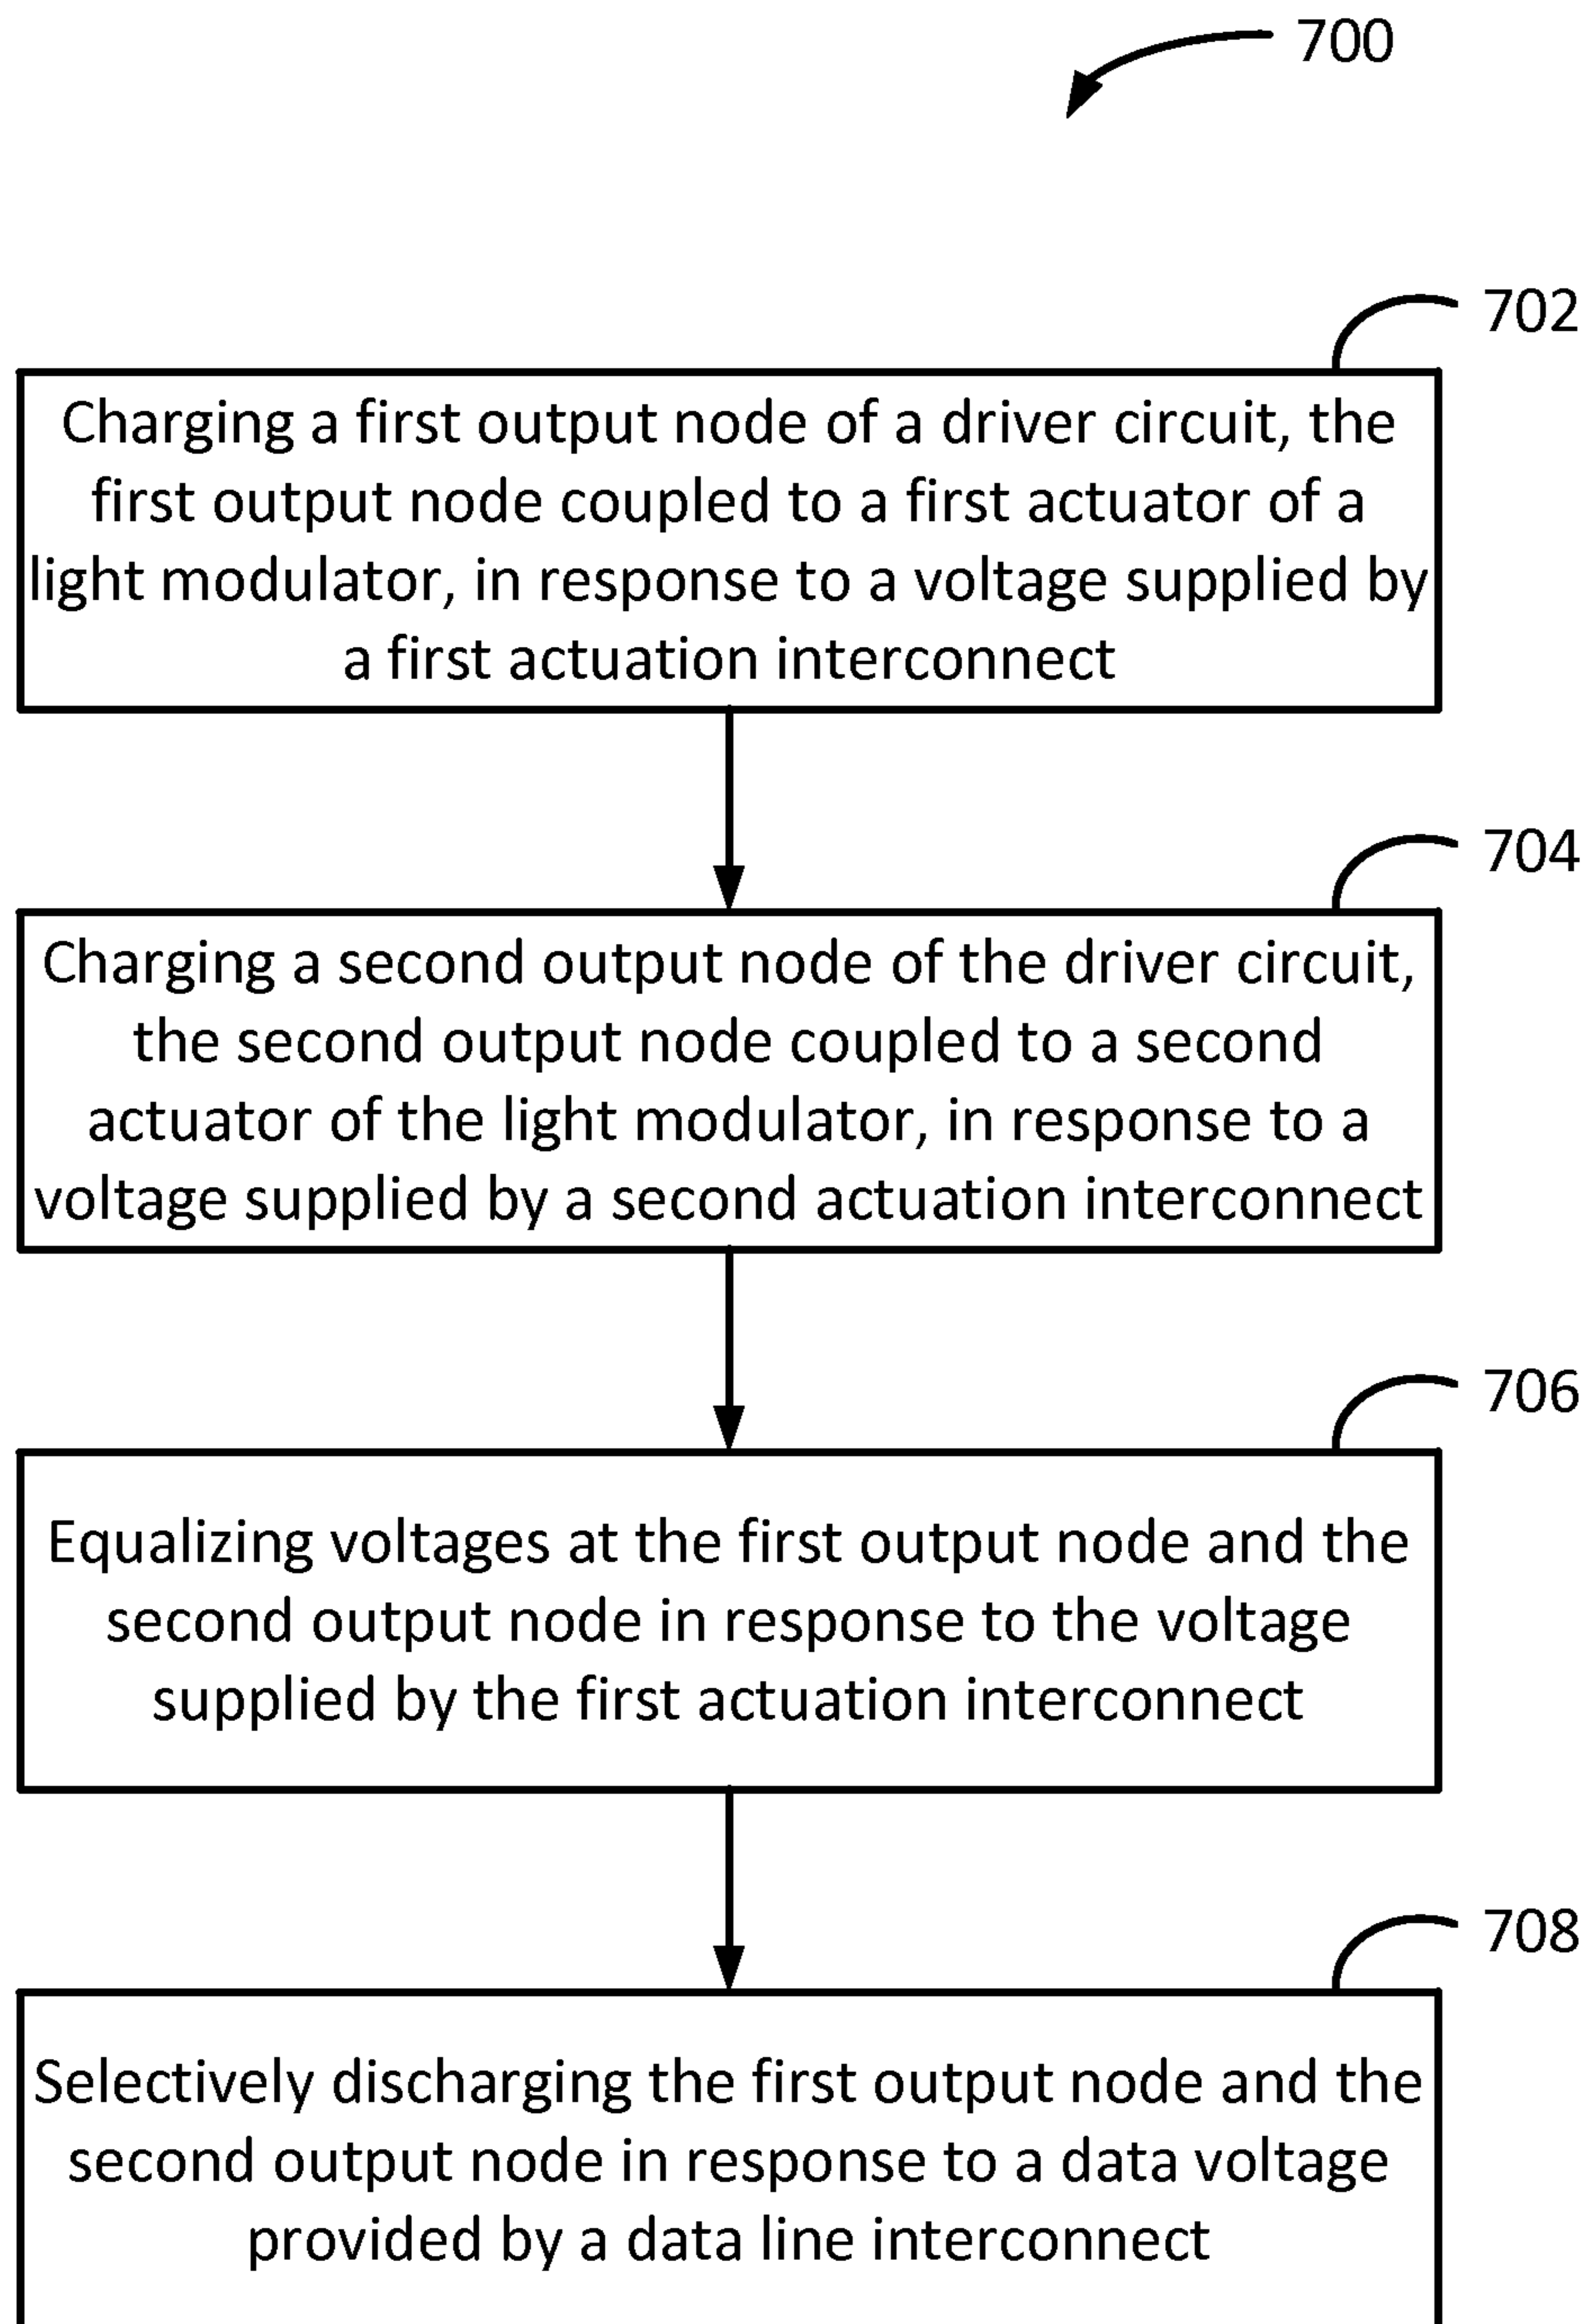 700
702
Charging a first output node of a driver circuit, the
first output node coupled to a first actuator of a
light modulator, in response to a voltage supplied by
a first actuation interconnect
704
Charging a second output node of the driver circuit,
the second output node coupled to a second
actuator of the light modulator, in response to a
voltage supplied by a second actuation interconnect
706
Equalizing voltages at the first output node and the
second output node in response to the voltage
supplied by the first actuation interconnect
708
Selectively discharging the first output node and the
second output node in response to a data voltage
provided by a data line interconnect